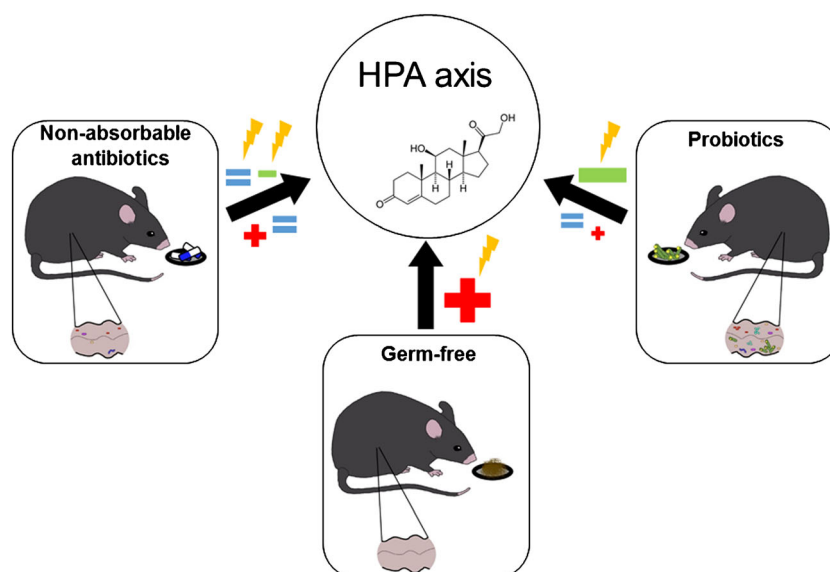 HPA axis
HO
O
OH
H
H
H
O
Non-absorbable
antibiotics
Probiotics
Germ-free